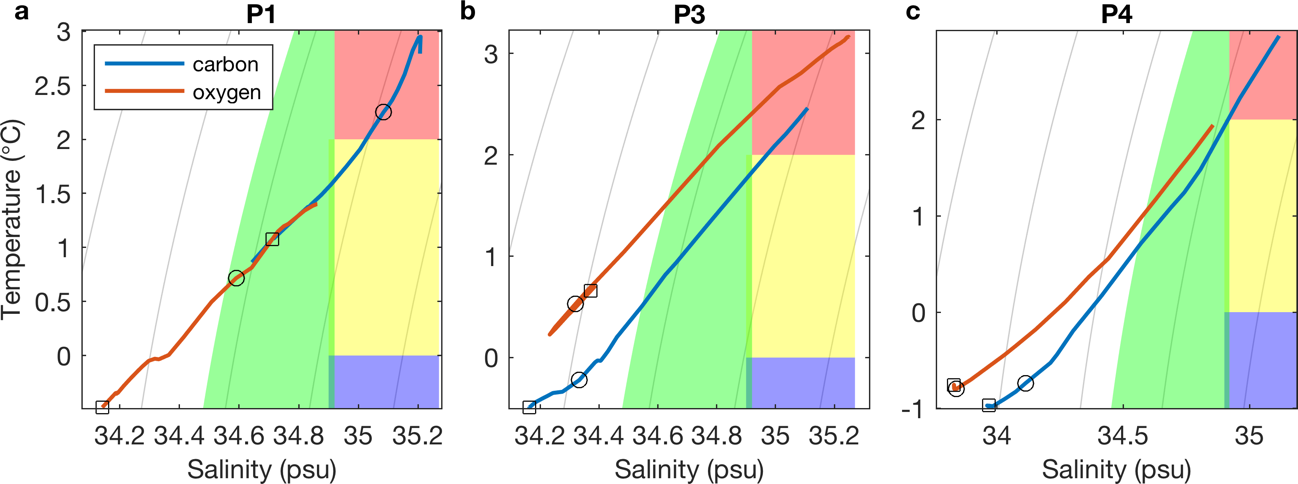 a P1
b P3
c P4
carbon
oxygen
3
2.5
2
1.5
1
0.5
0
3
2
1
0
2
1
0
-1
34.2 34.4 34.6 34.8 35 35.2
34.2 34.4 34.6 34.8 35 35.2
34 34.5 35
Temperature (°C)
Salinity (psu)
Salinity (psu)
Salinity (psu)